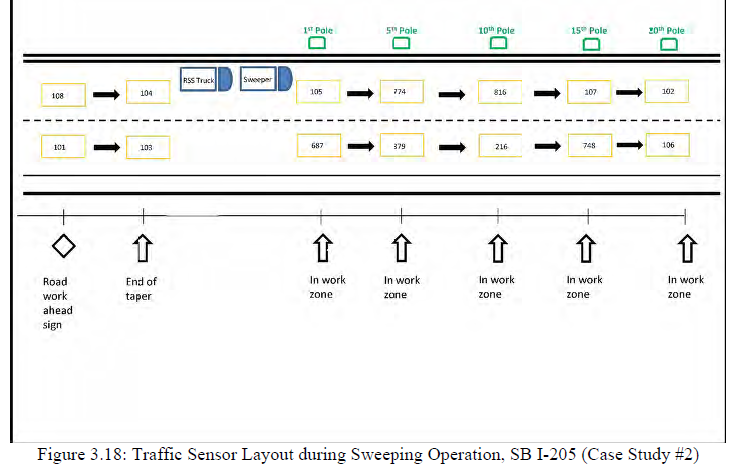 1st Pole 5th Pole 10th Pole 15th Pole 20th Pole
RSS Truck Sweeper
108 104 105 774 816 107 102
101 103 687 379 216 748 106
Road work ahead sign
End of taper
In work zone
In work zone
In work zone
In work zone
In work zone
Figure 3.18: Traffic Sensor Layout during Sweeping Operation, SB I-205 (Case Study #2)